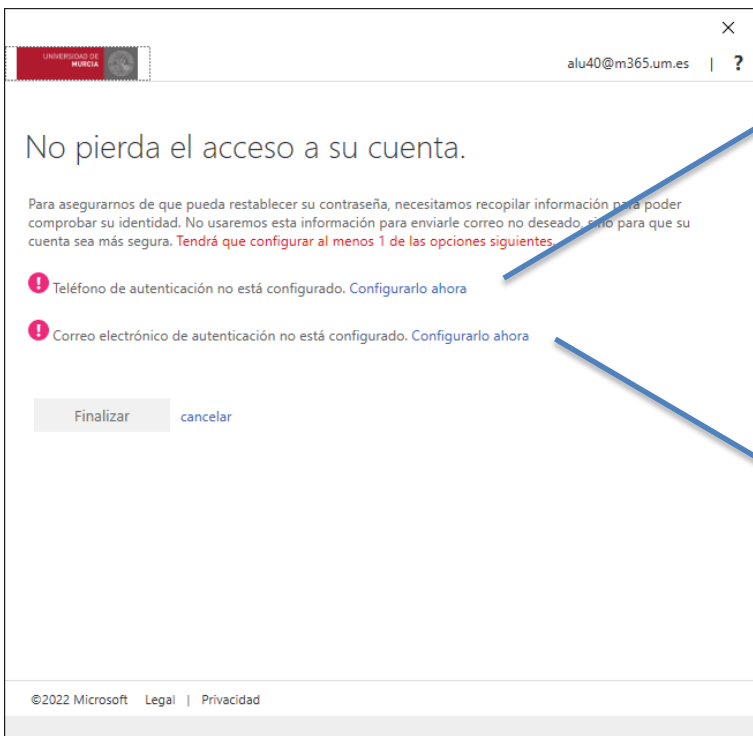 UNIVERSIDAD DE
MURCIA
alu40@m365.um.es | ?
No pierda el acceso a su cuenta.
Para asegurarnos de que pueda restablecer su contraseña, necesitamos recopilar información para poder
comprobar su identidad. No usaremos esta información para enviarle correo no deseado, sino para que su
cuenta sea más segura. Tendrá que configurar al menos 1 de las opciones siguientes.
Teléfono de autenticación no está configurado. Configurarlo ahora
Correo electrónico de autenticación no está configurado. Configurarlo ahora
Finalizar cancelar
©2022 Microsoft Legal | Privacidad